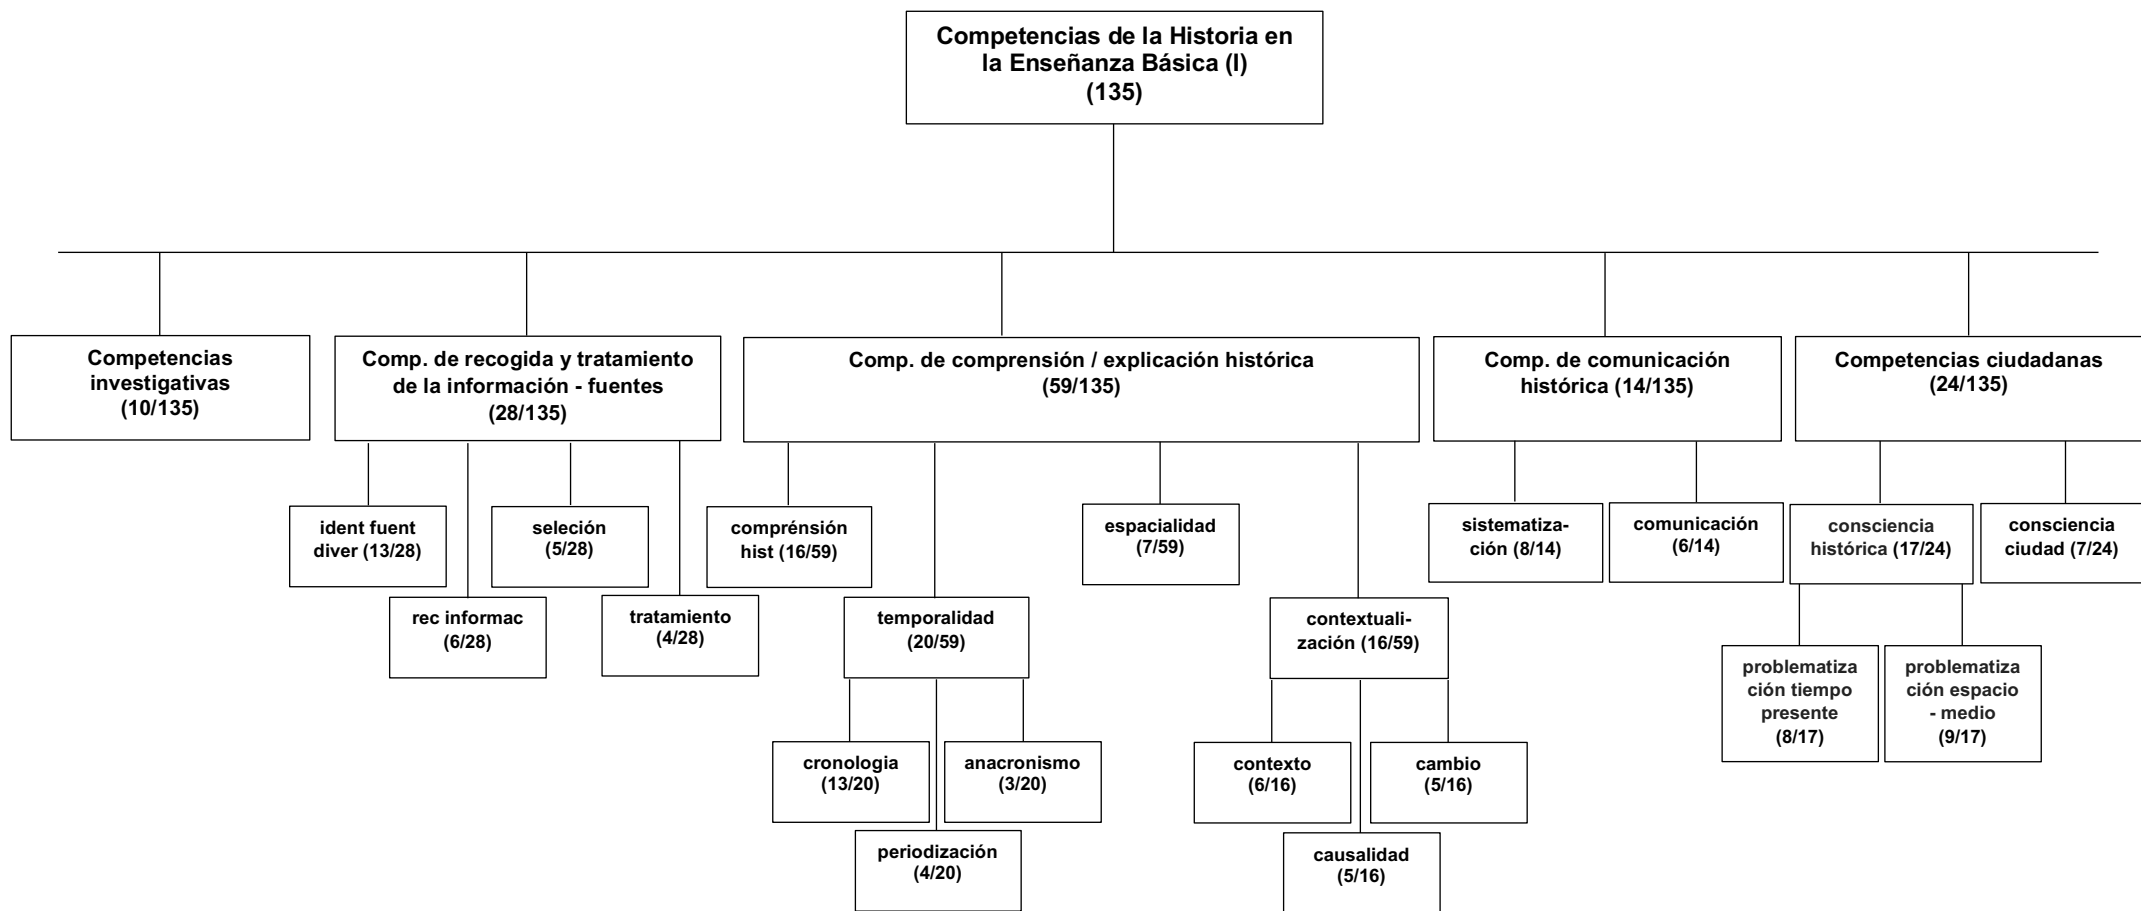 Competencias de la Historia en
la Enseñanza Básica (I)
(135)
Competencias
investigativas
(10/135)
Comp. de recogida y tratamiento
de la información - fuentes
(28/135)
Comp. de comprensión / explicación histórica
(59/135)
Comp. de comunicación
histórica (14/135)
Competencias ciudadanas
(24/135)
ident fuent
diver (13/28)
seleción
(5/28)
comprénsión
hist (16/59)
espacialidad
(7/59)
sistematiza-
ción (8/14)
comunicación
(6/14)
consciencia
histórica (17/24)
consciencia
ciudad (7/24)
rec informac
(6/28)
tratamiento
(4/28)
temporalidad
(20/59)
contextuali-
zación (16/59)
problematiza
ción tiempo
presente
(8/17)
problematiza
ción espacio
- medio
(9/17)
cronologia
(13/20)
anacronismo
(3/20)
contexto
(6/16)
cambio
(5/16)
periodización
(4/20)
causalidad
(5/16)